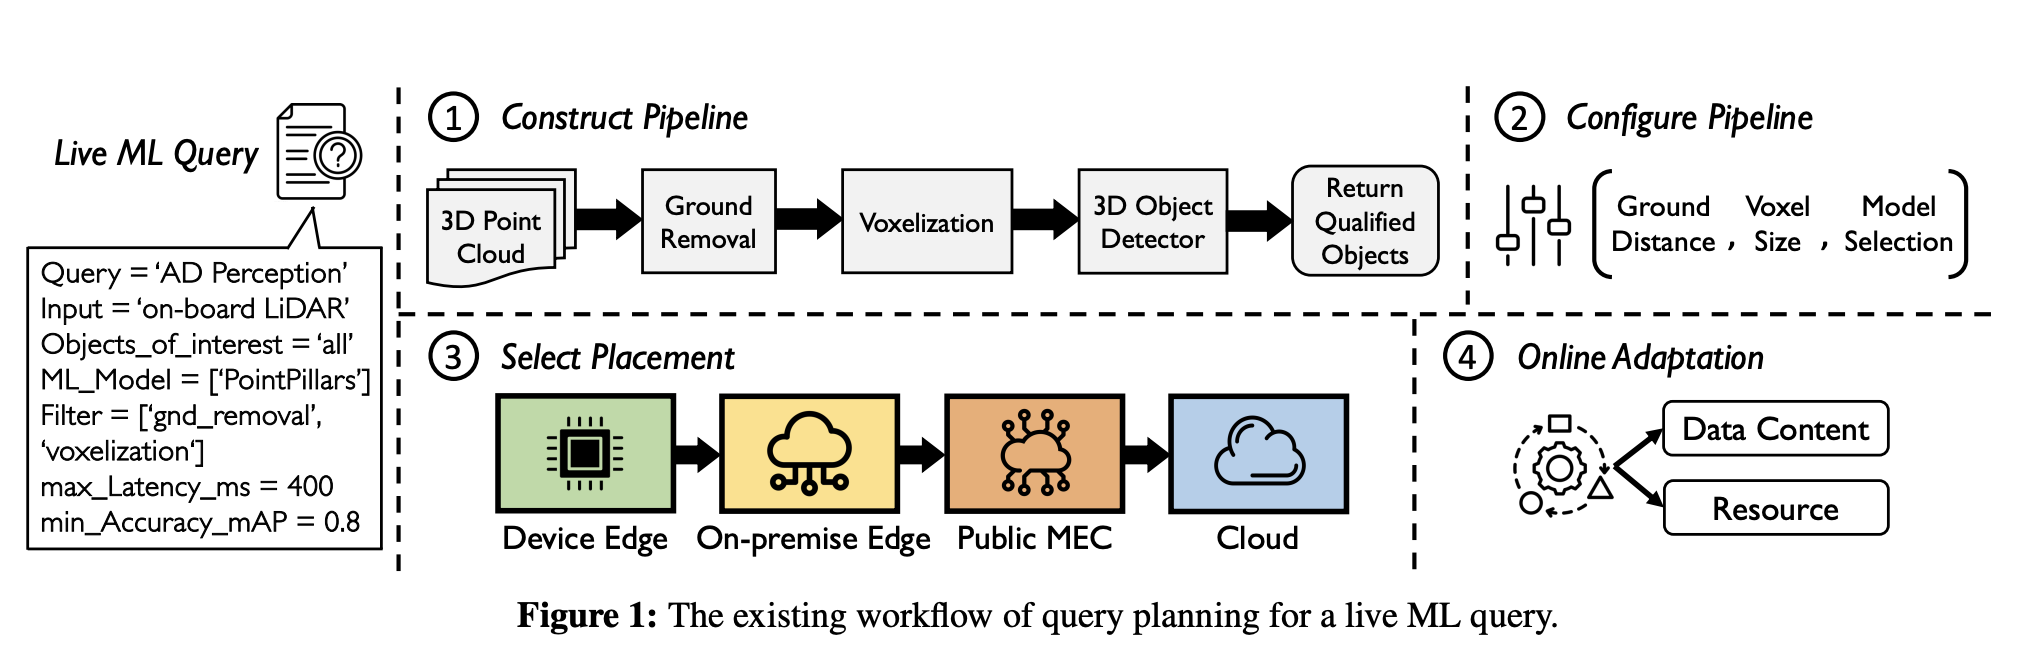 Live ML Query
Query = ‘AD Perception’
Input = ‘on-board LiDAR’
Objects_of_interest = ‘all’
ML_Model = [‘PointPillars’]
Filter = [‘gnd_removal’,
‘voxelization‘]
max_Latency_ms = 400
min_Accuracy_mAP = 0.8
1 Construct Pipeline
3D Point
Cloud
Ground
Removal
Voxelization
3D Object
Detector
Return
Qualified
Objects
2 Configure Pipeline
Ground
Distance ,
Voxel
Size ,
Model
Selection
3 Select Placement
Device Edge
On-premise Edge
Public MEC
Cloud
4 Online Adaptation
Data Content
Resource
Figure 1: The existing workflow of query planning for a live ML query.